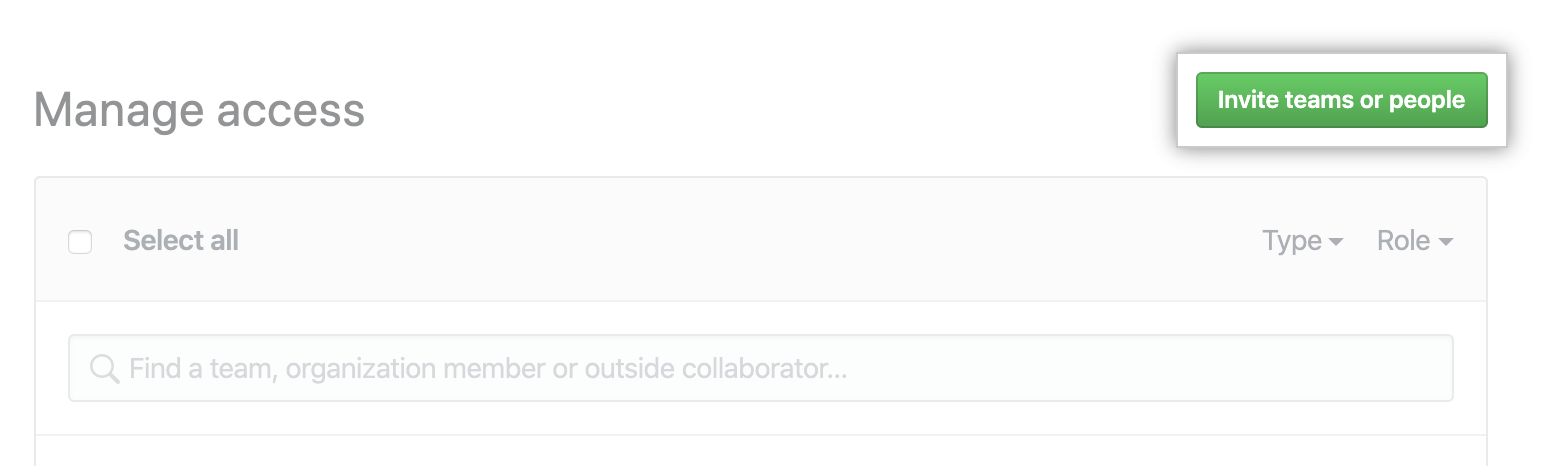 Manage access
Invite teams or people
Select all
Type
Role
Find a team, organization member or outside collaborator...